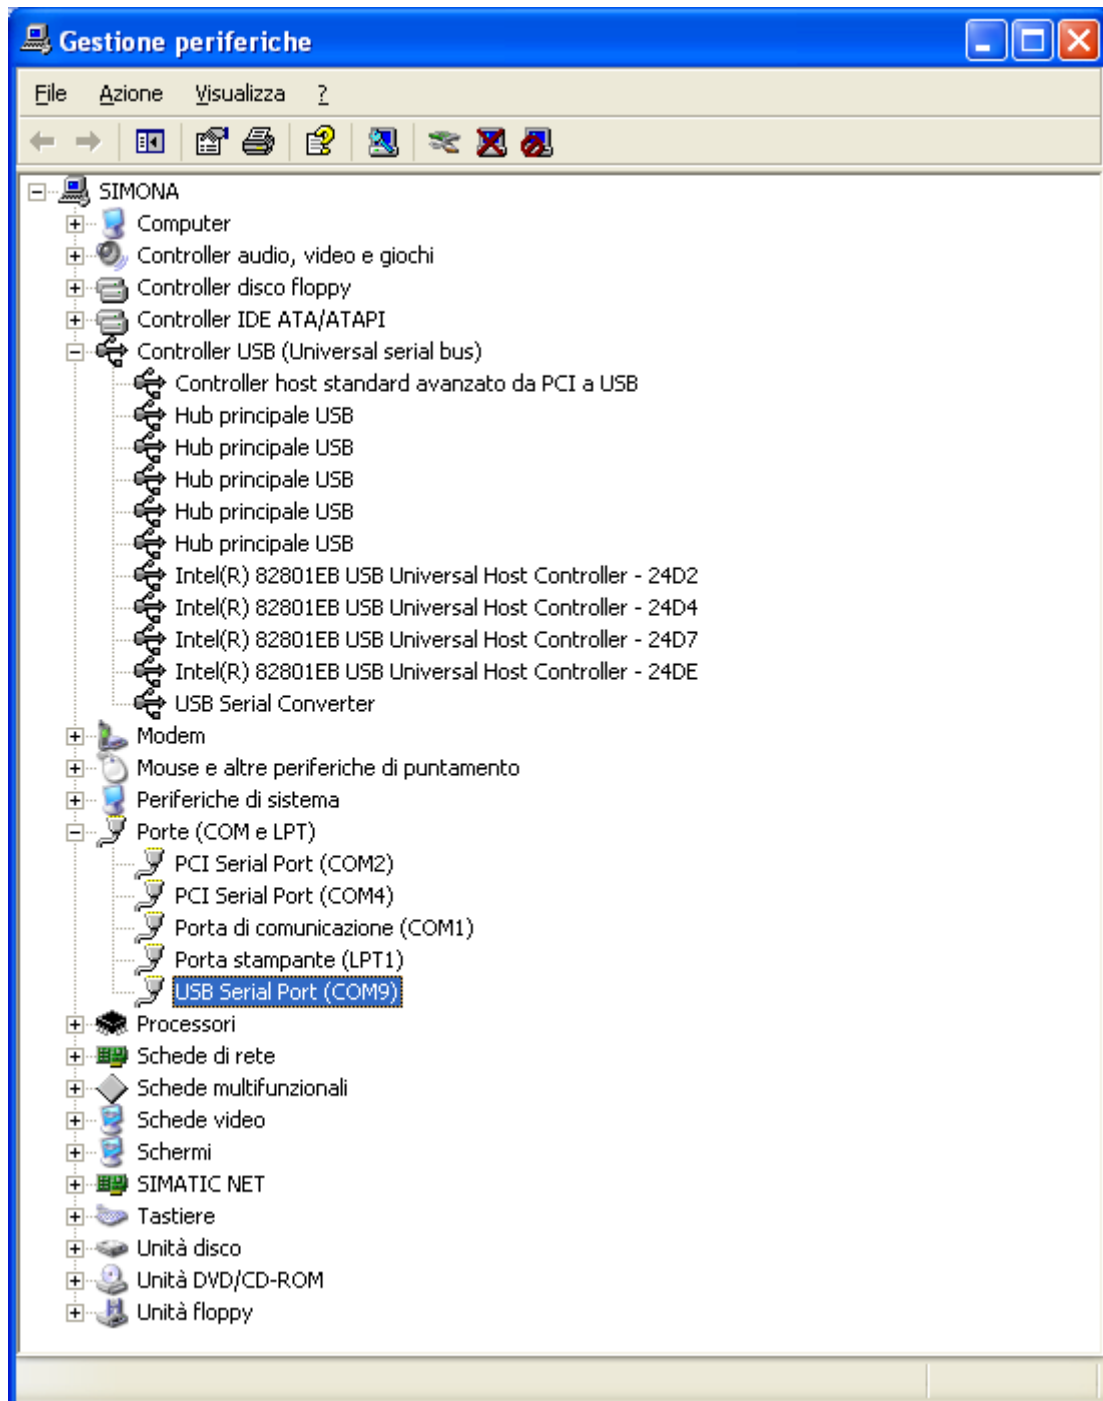 Gestione periferiche
File Azione Visualizza ?
SIMONA
Computer
Controller audio, video e giochi
Controller disco floppy
Controller IDE ATA/ATAPI
Controller USB (Universal serial bus)
Controller host standard avanzato da PCI a USB
Hub principale USB
Hub principale USB
Hub principale USB
Hub principale USB
Hub principale USB
Intel(R) 82801EB USB Universal Host Controller - 24D2
Intel(R) 82801EB USB Universal Host Controller - 24D4
Intel(R) 82801EB USB Universal Host Controller - 24D7
Intel(R) 82801EB USB Universal Host Controller - 24DE
USB Serial Converter
Modem
Mouse e altre periferiche di puntamento
Periferiche di sistema
Porte (COM e LPT)
PCI Serial Port (COM2)
PCI Serial Port (COM4)
Porta di comunicazione (COM1)
Porta stampante (LPT1)
USB Serial Port (COM9)
Processori
Schede di rete
Schede multifunzionali
Schede video
Schermi
SIMATIC NET
Tastiere
Unità disco
Unità DVD/CD-ROM
Unità floppy